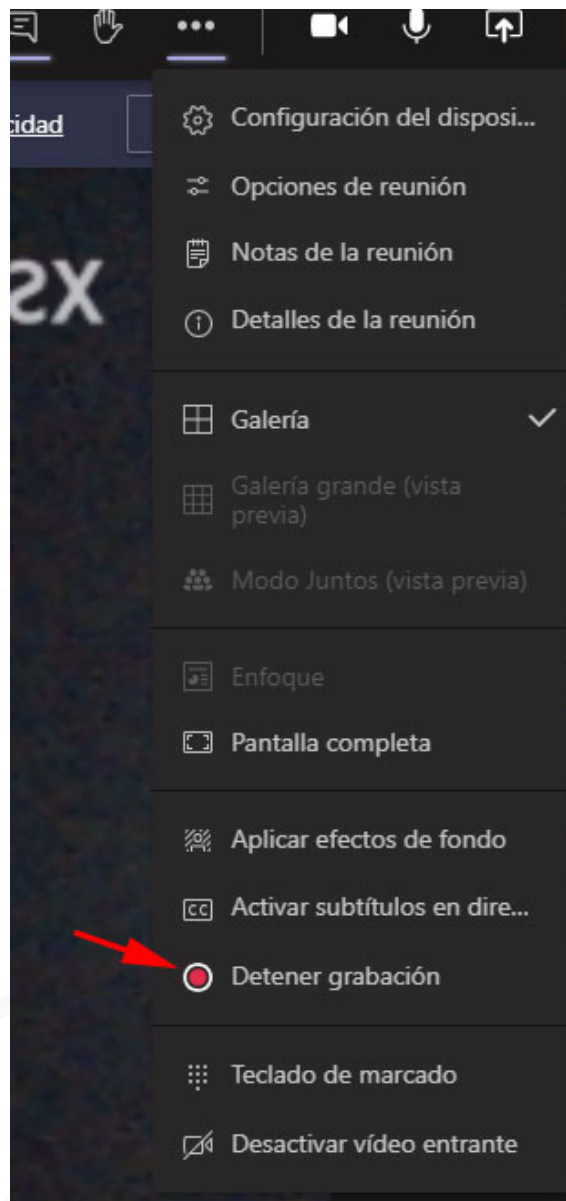 cidad
Configuración del disposi...
Opciones de reunión
Notas de la reunión
Detalles de la reunión
Galería
Galería grande (vista
previa)
Modo Juntos (vista previa)
Enfoque
Pantalla completa
Aplicar efectos de fondo
CC Activar subtítulos en dire...
Detener grabación
Teclado de marcado
Desactivar vídeo entrante